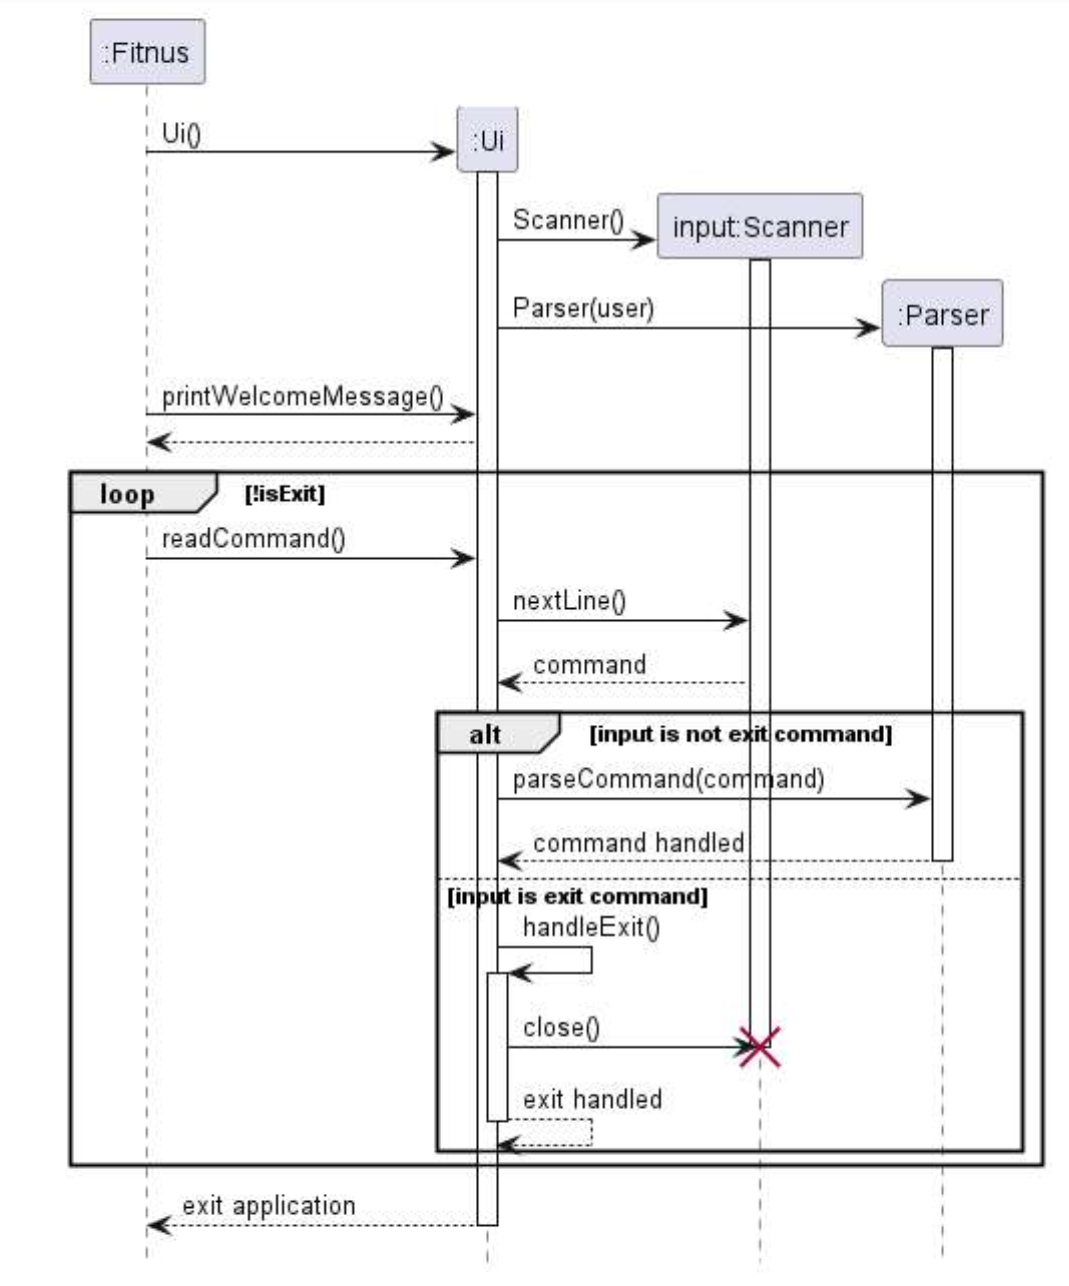 :Fitnus
Ui()
:Ui
Scanner()
input:Scanner
Parser(user)
:Parser
printWelcomeMessage()
loop
[!isExit]
readCommand()
nextLine()
command
alt
[input is not exit command]
parseCommand(command)
command handled
[input is exit command]
handleExit()
close()
exit handled
exit application